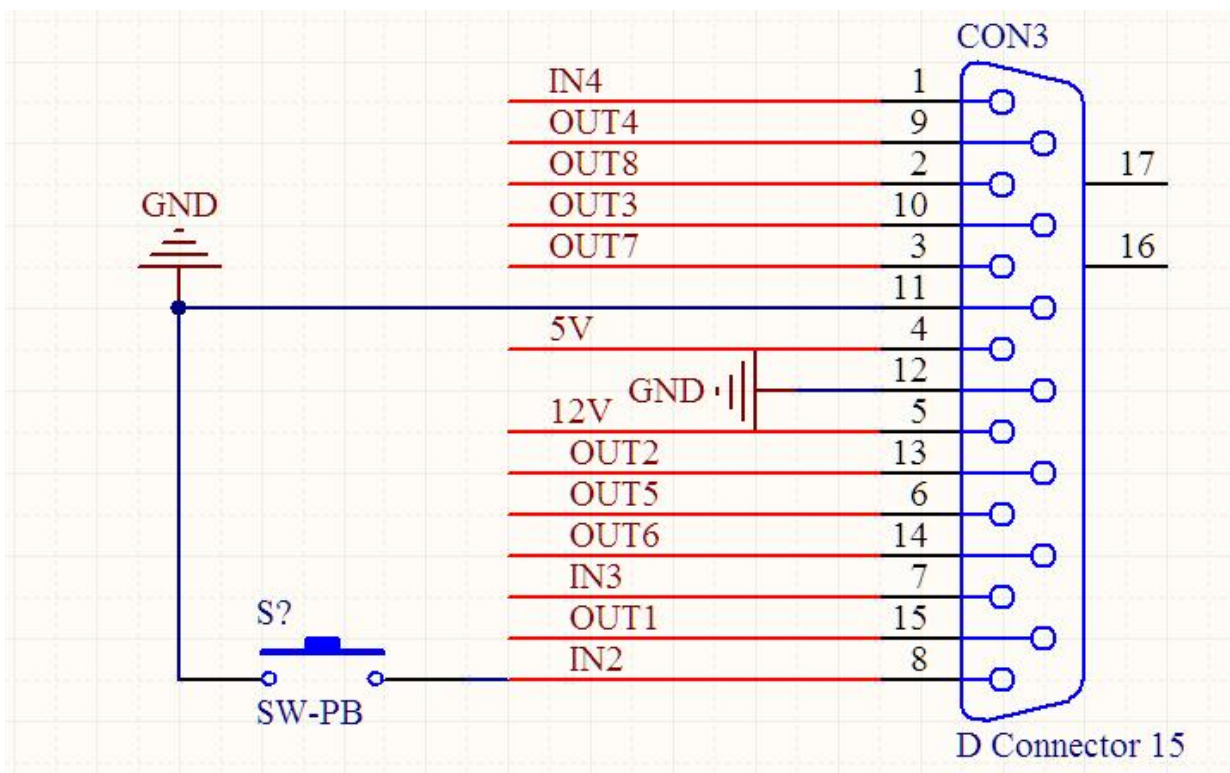 CON3
IN4 1
OUT4 9
OUT8 2 17
OUT3 10
GND
OUT7 3 16
11
5V 4
GND 12
12V 5
OUT2 13
OUT5 6
OUT6 14
IN3 7
S? OUT1 15
IN2 8
SW-PB
D Connector 15